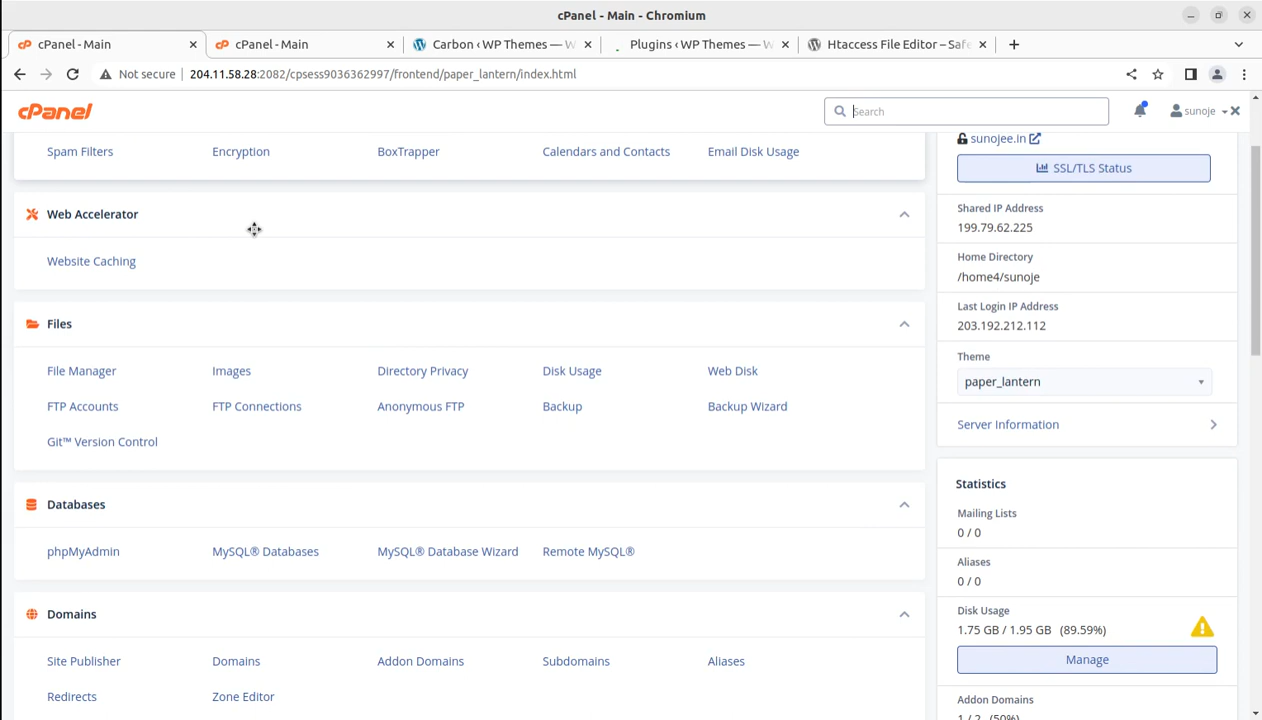 cPanel - Main - Chromium
cPanel - Main
cPanel - Main
Carbon ‹ WP Themes — W
Plugins ‹ WP Themes — W
Htaccess File Editor – Safe
Not secure
204.11.58.28:2082/cpsess9036362997/frontend/paper_lantern/index.html
cPanel
Search
sunoje
Spam Filters
Encryption
BoxTrapper
Calendars and Contacts
Email Disk Usage
Web Accelerator
Website Caching
Files
File Manager
Images
Directory Privacy
Disk Usage
Web Disk
FTP Accounts
FTP Connections
Anonymous FTP
Backup
Backup Wizard
Git™ Version Control
Databases
phpMyAdmin
MySQL® Databases
MySQL® Database Wizard
Remote MySQL®
Domains
Site Publisher
Domains
Addon Domains
Subdomains
Aliases
Redirects
Zone Editor
sunojee.in
SSL/TLS Status
Shared IP Address
199.79.62.225
Home Directory
/home4/sunoje
Last Login IP Address
203.192.212.112
Theme
paper_lantern
Server Information
Statistics
Mailing Lists
0 / 0
Aliases
0 / 0
Disk Usage
1.75 GB / 1.95 GB (89.59%)
Manage
Addon Domains
1 / 2 (50%)